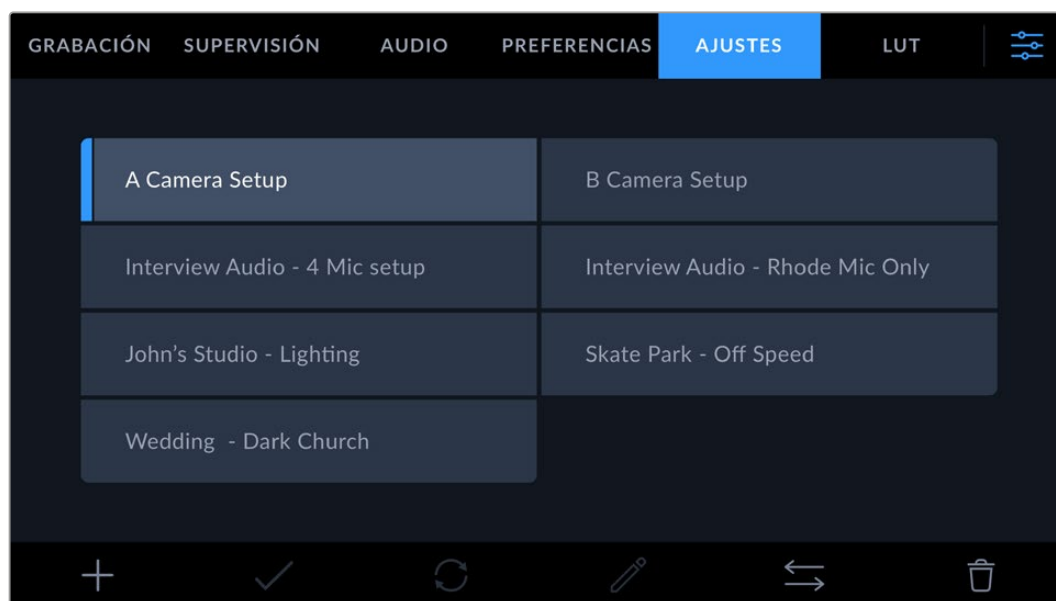 GRABACIÓN SUPERVISIÓN AUDIO PREFERENCIAS AJUSTES LUT
A Camera Setup B Camera Setup
Interview Audio - 4 Mic setup Interview Audio - Rhode Mic Only
John's Studio - Lighting Skate Park - Off Speed
Wedding - Dark Church